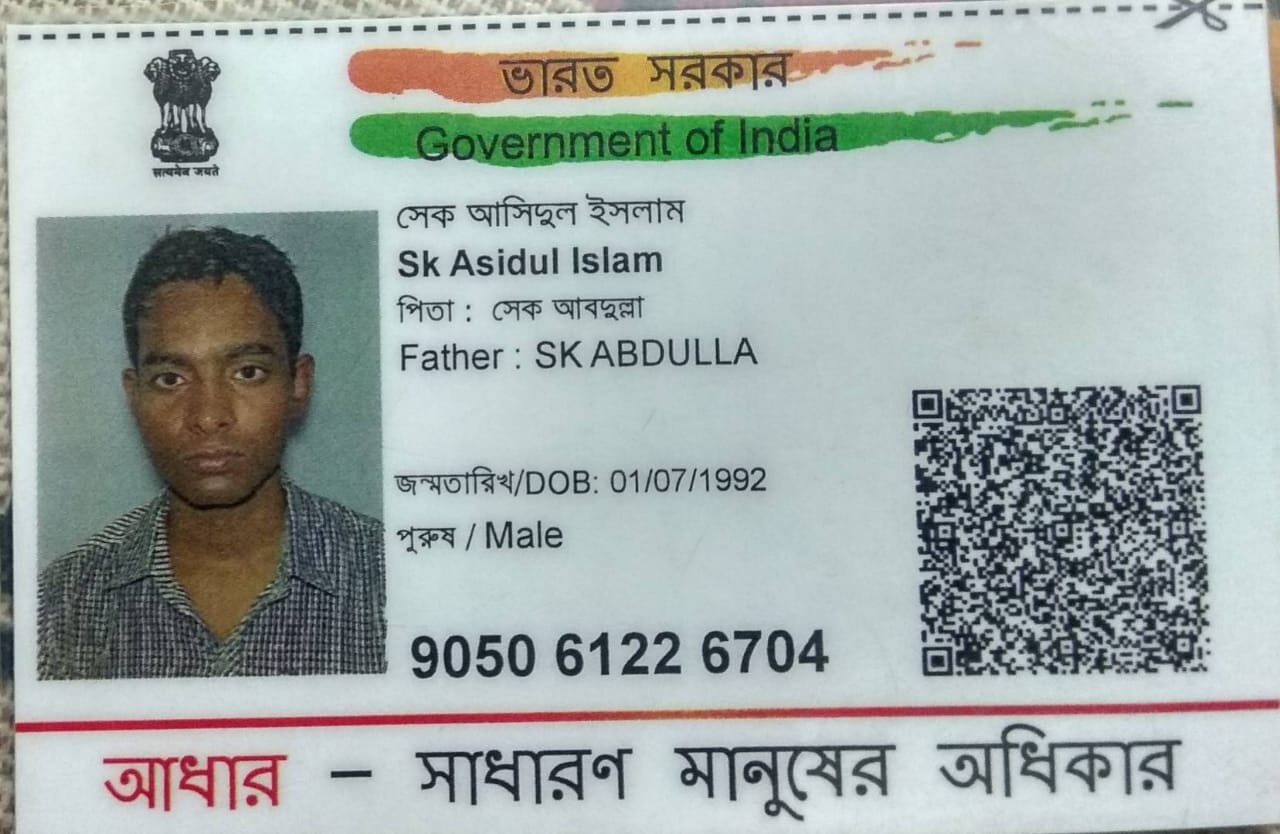 ভারত সরকার
Government of India
सत्यमेव जयते
সেক আসিদুল ইসলাম
Sk Asidul Islam
পিতা : সেক আবদুল্লা
Father : SK ABDULLA
জন্মতারিখ/DOB: 01/07/1992
পুরুষ / Male
9050 6122 6704
আধার – সাধারণ মানুষের অধিকার